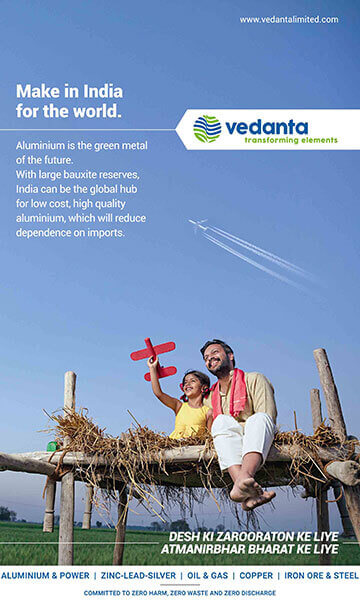 www.vedantalimited.com
Make in India
for the world.
vedanta
transforming elements
Aluminium is the green metal
of the future.
With large bauxite reserves,
India can be the global hub
for low cost, high quality
aluminium, which will reduce
dependence on imports.
DESH KI ZAROORATON KE LIYE
ATMANIRBHAR BHARAT KE LIYE
ALUMINIUM & POWER | ZINC-LEAD-SILVER | OIL & GAS | COPPER | IRON ORE & STEEL
COMMITTED TO ZERO HARM, ZERO WASTE AND ZERO DISCHARGE